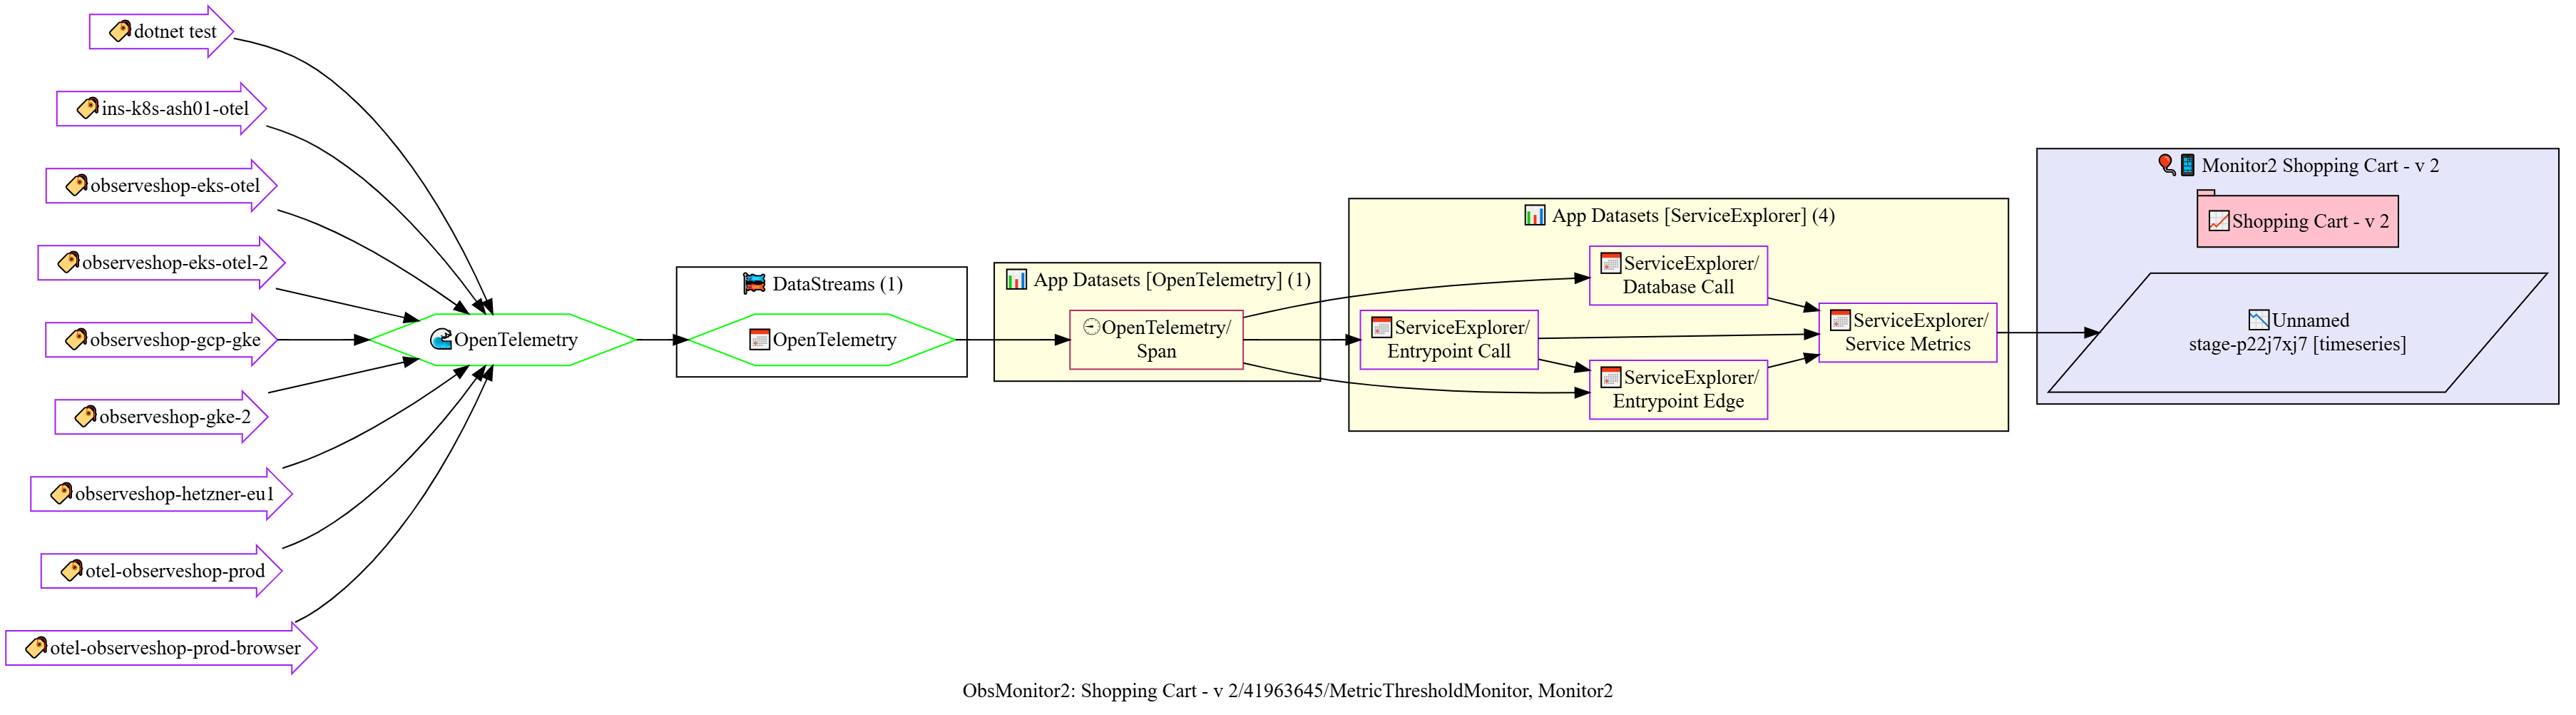 dotnet test
ins-k8s-ash01-otel
observeshop-eks-otel
observeshop-eks-otel-2
observeshop-gcp-gke
observeshop-gke-2
observeshop-hetzner-eu1
otel-observeshop-prod
otel-observeshop-prod-browser
OpenTelemetry
DataStreams (1)
OpenTelemetry
App Datasets [OpenTelemetry] (1)
OpenTelemetry/
Span
App Datasets [ServiceExplorer] (4)
ServiceExplorer/
Entrypoint Call
ServiceExplorer/
Database Call
ServiceExplorer/
Entrypoint Edge
ServiceExplorer/
Service Metrics
Monitor2 Shopping Cart - v 2
Shopping Cart - v 2
Unnamed
stage-p22j7xj7 [timeseries]
ObsMonitor2: Shopping Cart - v 2/41963645/MetricThresholdMonitor, Monitor2